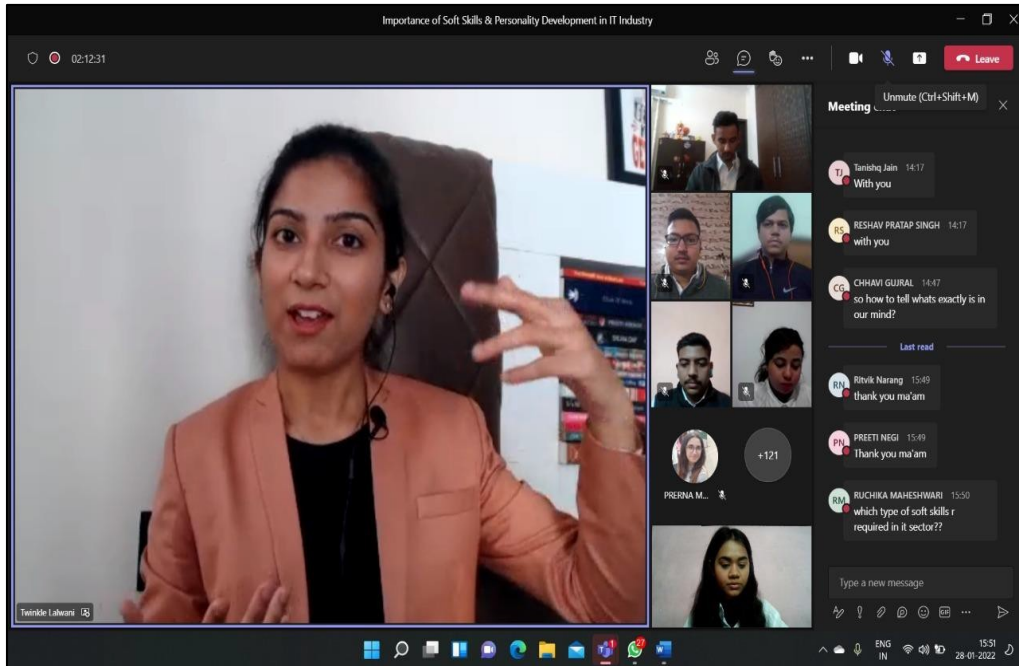 Importance of Soft Skills & Personality Development in IT Industry
02:12:31
Leave
Unmute (Ctrl+Shift+M)
Meeting
TJ
Tanishq Jain 14:17
With you
RS
RESHAV PRATAP SINGH 14:17
with you
CG
CHHAVI GUJRAL 14:47
so how to tell whats exactly is in
our mind?
Last read
RN
Ritvik Narang 15:49
thank you ma'am
PN
PREETI NEGI 15:49
Thank you ma'am
RM
RUCHIKA MAHESHWARI 15:50
which type of soft skills r
required in it sector??
+121
PRERNA M...
Twinkle Lalwani
Type a new message
GIF
27
ENG
IN
15:51
28-01-2022